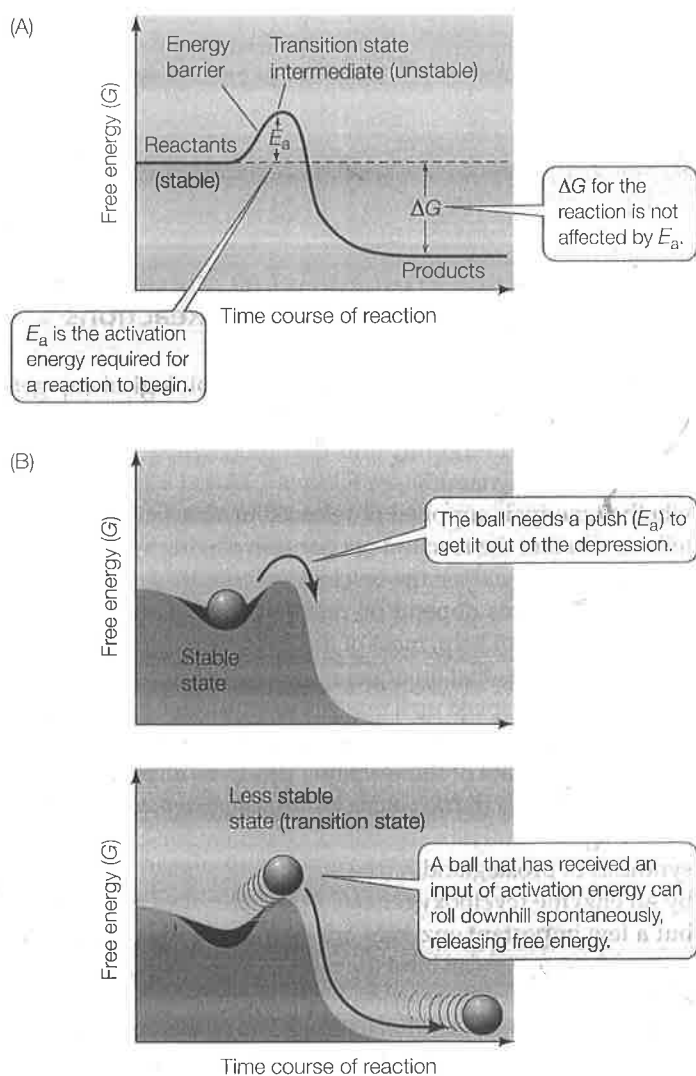 (A)
Energy
barrier
Transition state
intermediate (unstable)
Free energy (G)
Reactants
(stable)
Ea
ΔG
Products
ΔG for the
reaction is not
affected by Ea.
Time course of reaction
Ea is the activation
energy required for
a reaction to begin.
(B)
Free energy (G)
The ball needs a push (Ea) to
get it out of the depression.
Stable
state
Free energy (G)
Less stable
state (transition state)
A ball that has received an
input of activation energy can
roll downhill spontaneously,
releasing free energy.
Time course of reaction